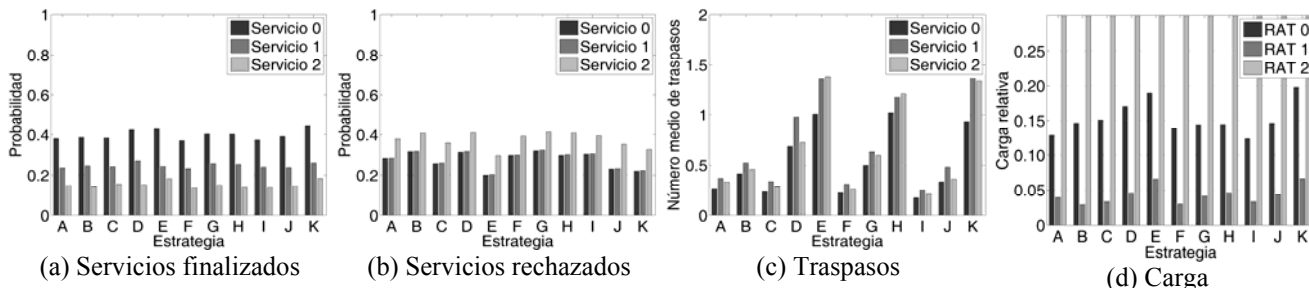 1
0.8
0.6
0.4
0.2
0
Probabilidad
Servicio 0
Servicio 1
Servicio 2
A B C D E F G H I J K
Estrategia
(a) Servicios finalizados
1
0.8
0.6
0.4
0.2
0
Probabilidad
Servicio 0
Servicio 1
Servicio 2
A B C D E F G H I J K
Estrategia
(b) Servicios rechazados
2
1.5
1
0.5
0
Número medio de traspasos
Servicio 0
Servicio 1
Servicio 2
A B C D E F G H I J K
Estrategia
(c) Traspasos
0.25
0.20
0.15
0.10
0.05
0
Carga relativa
RAT 0
RAT 1
RAT 2
A B C D E F G H I J K
Estrategia
(d) Carga